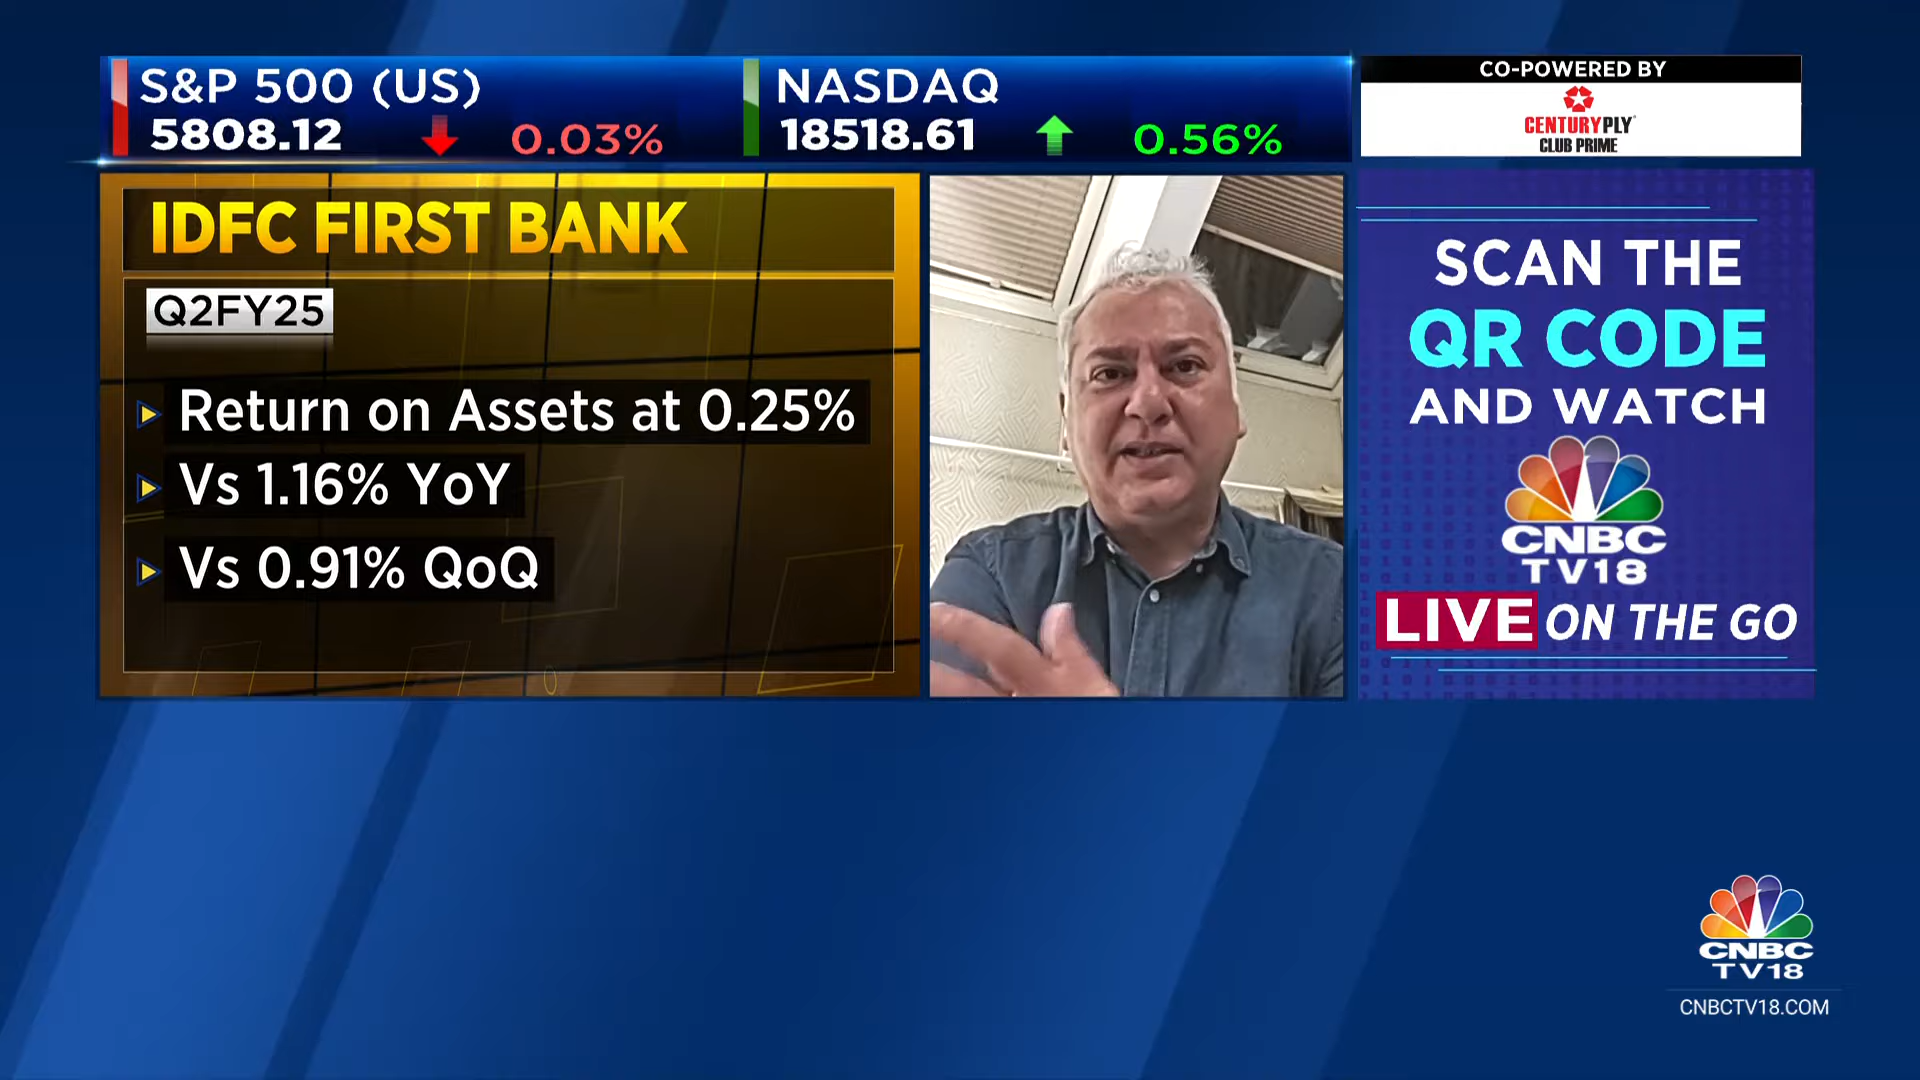 S&P 500 (US)
5808.12 0.03%
NASDAQ
18518.61 0.56%
CO-POWERED BY
CENTURYPLY
CLUB PRIME
IDFC FIRST BANK
Q2FY25
Return on Assets at 0.25%
Vs 1.16% YoY
Vs 0.91% QoQ
SCAN THE
QR CODE
AND WATCH
CNBC
TV18
LIVE ON THE GO
CNBC
TV18
CNBCTV18.COM